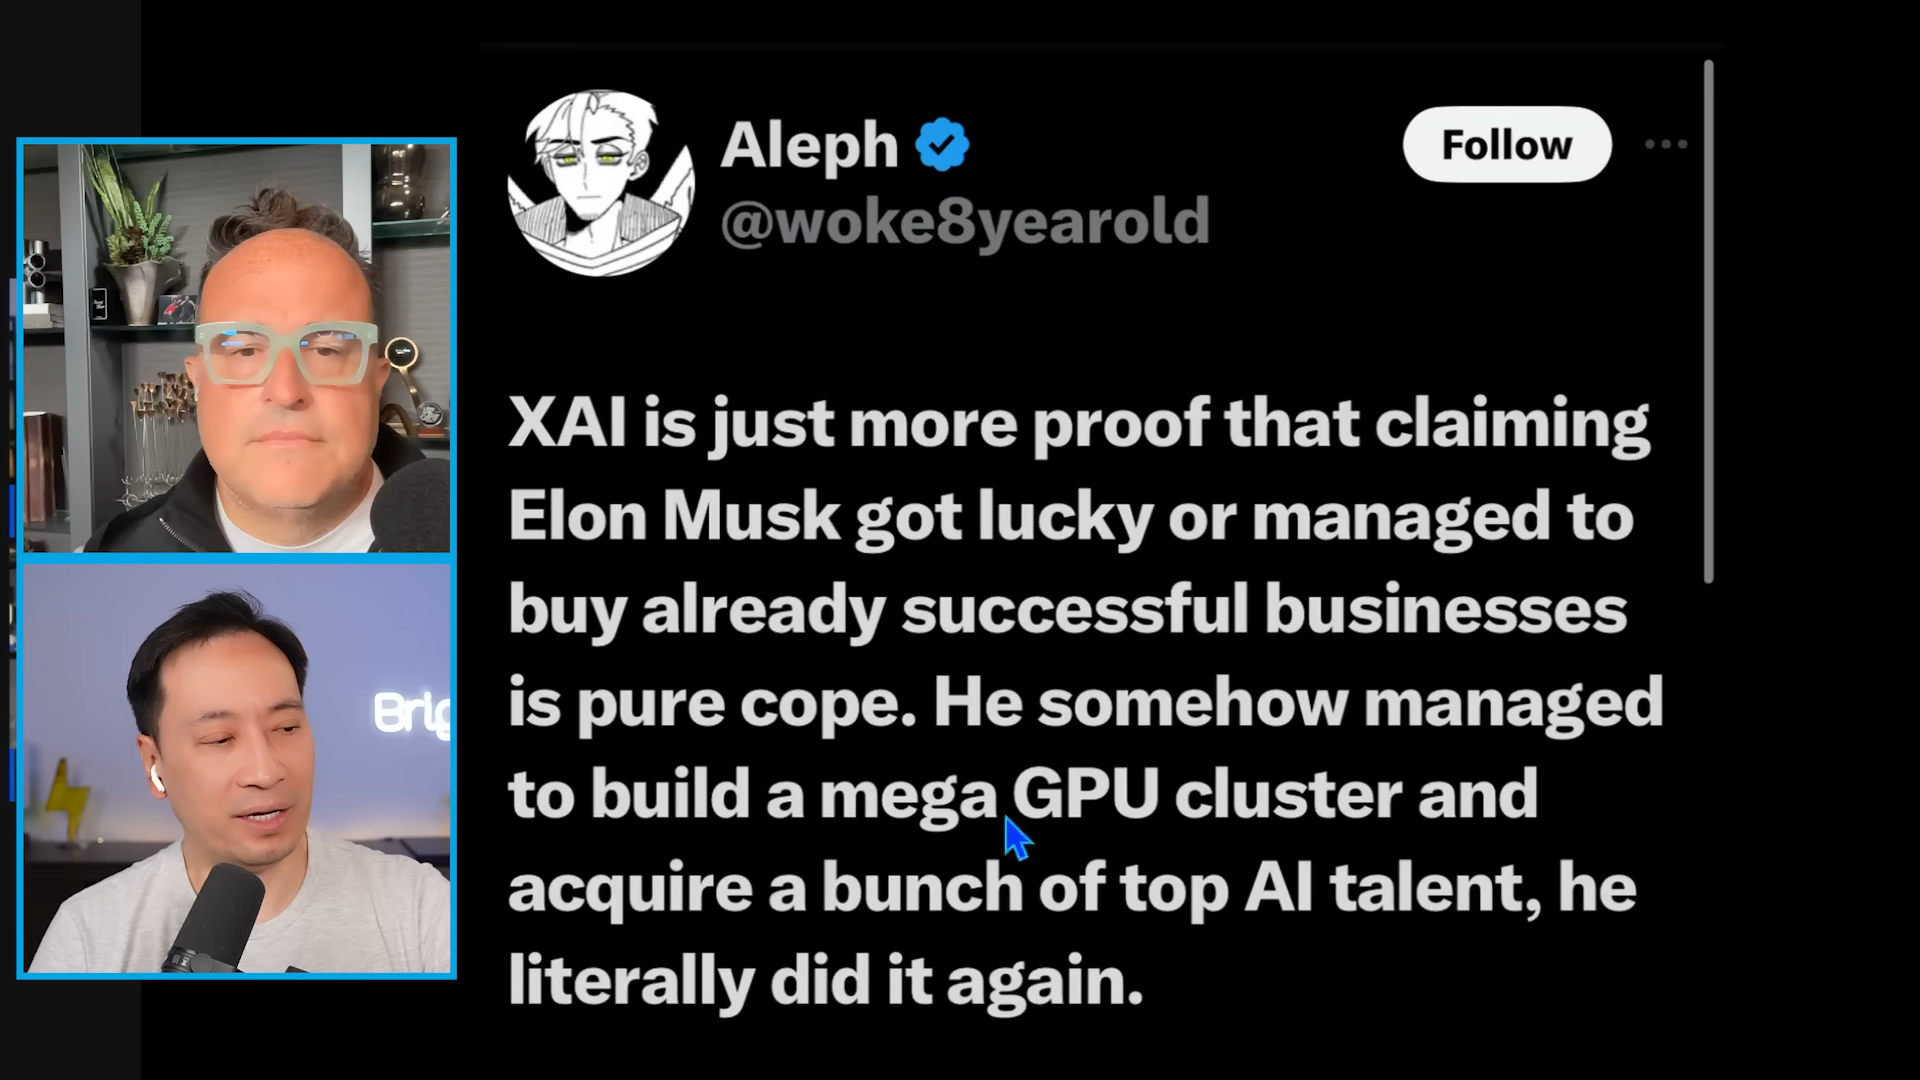 Aleph
@woke8yearold
Follow
XAI is just more proof that claiming
Elon Musk got lucky or managed to
buy already successful businesses
is pure cope. He somehow managed
to build a mega GPU cluster and
acquire a bunch of top AI talent, he
literally did it again.
Brig